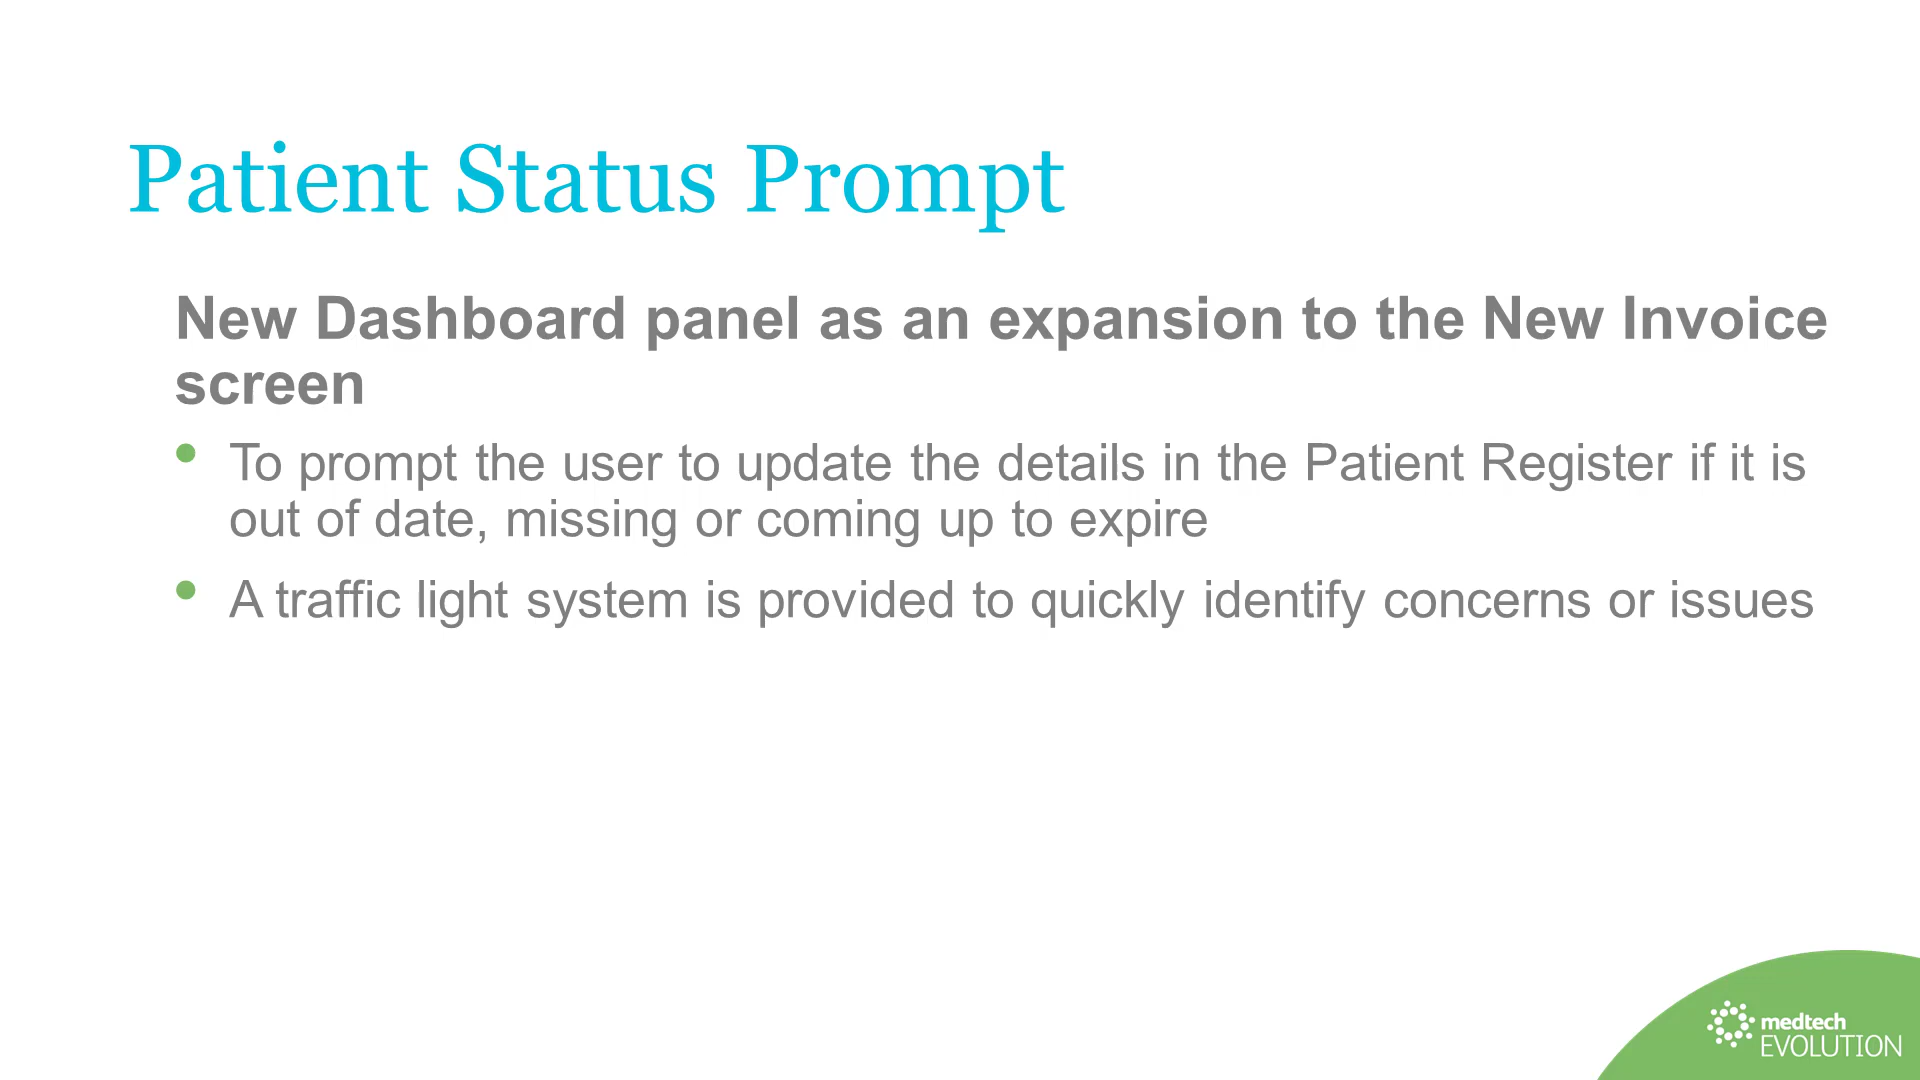 Patient Status Prompt
New Dashboard panel as an expansion to the New Invoice
screen
• To prompt the user to update the details in the Patient Register if it is
out of date, missing or coming up to expire
• A traffic light system is provided to quickly identify concerns or issues
medtech
EVOLUTION